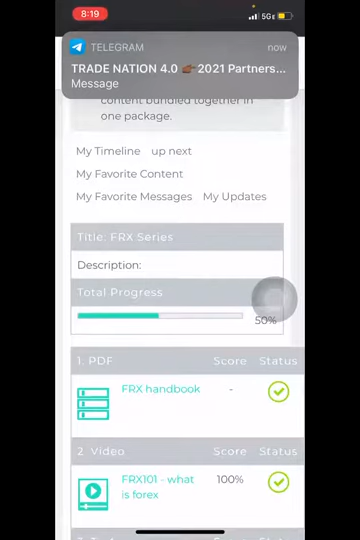 8:19
5G E
TELEGRAM now
TRADE NATION 4.0 👉🏾 2021 Partners...
Message
content bundled together in
one package.
My Timeline up next
My Favorite Content
My Favorite Messages My Updates
Title: FRX Series
Description:
Total Progress
50%
1. PDF Score Status
FRX handbook -
2. Video Score Status
FRX101 - what 100%
is forex